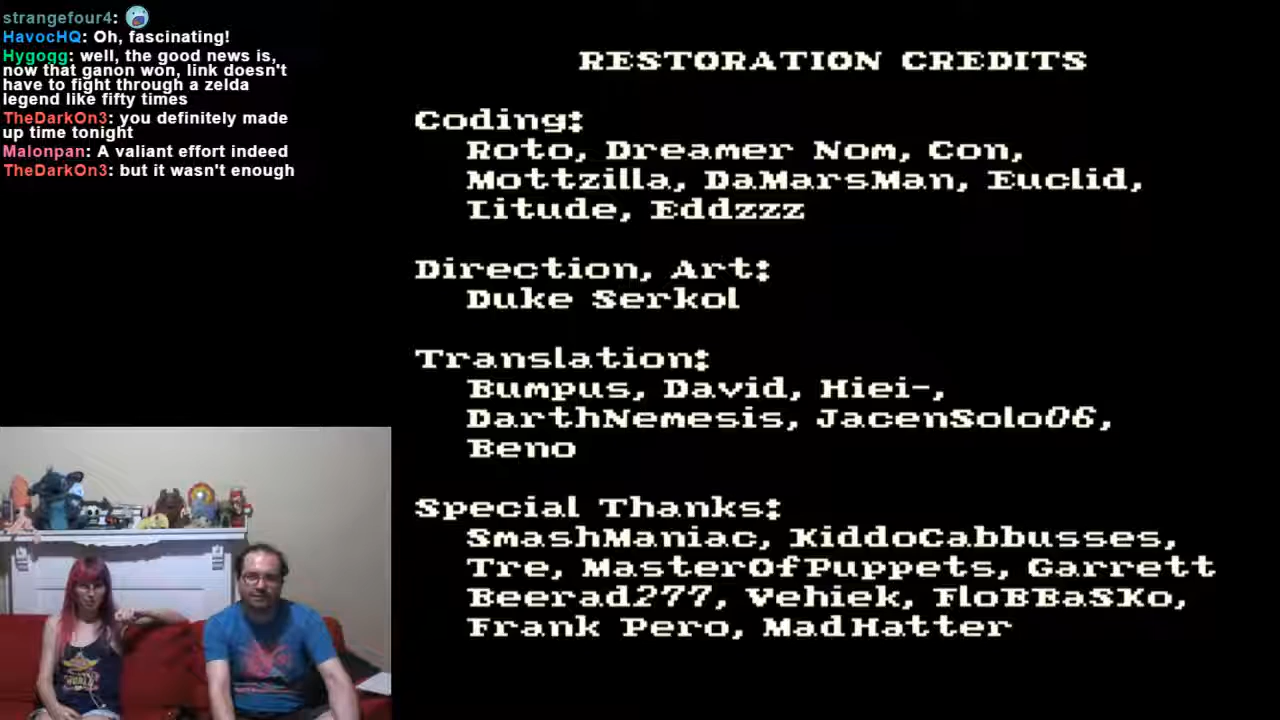 strangefour4:
HavocHQ: Oh, fascinating!
Hygogg: well, the good news is,
now that ganon won, link doesn't
have to fight through a zelda
legend like fifty times
TheDarkOn3: you definitely made
up time tonight
Malonpan: A valiant effort indeed
TheDarkOn3: but it wasn't enough
RESTORATION CREDITS
Coding:
Roto, Dreamer Nom, Con,
Mottzilla, DaMarsMan, Euclid,
Iitude, Eddzzz
Direction, Art:
Duke Serkol
Translation:
Bumpus, David, Hiei-,
DarthNemesis, JacenSolo06,
Beno
Special Thanks:
SmashManiac, KiddoCabbusses,
Tre, MasterOfPuppets, Garrett
Beerad277, Vehiek, FloBBaSKo,
Frank Pero, MadHatter